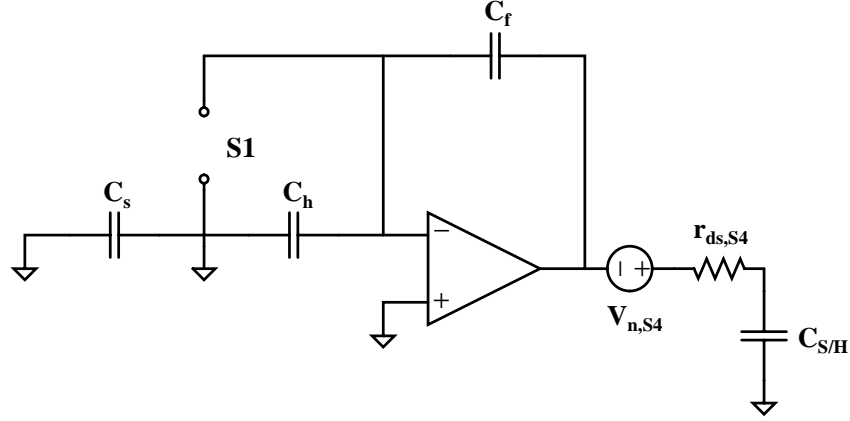 C_f
S1
C_s
C_h
−
+
r_ds,S4
− +
V_n,S4
C_S/H